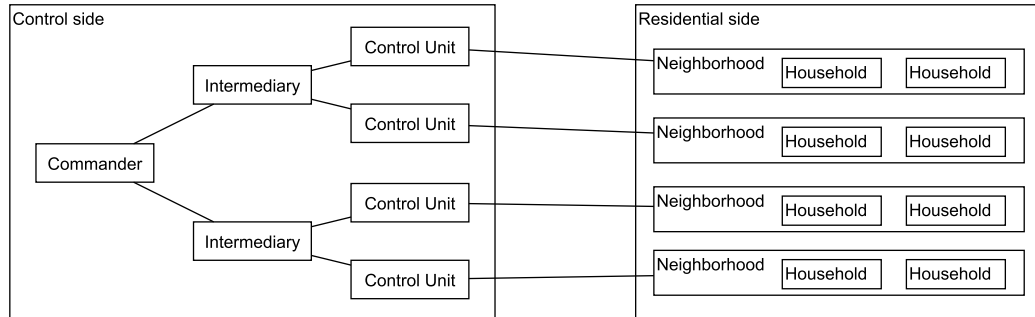 Control side
Commander
Intermediary
Intermediary
Control Unit
Control Unit
Control Unit
Control Unit
Residential side
Neighborhood
Household
Household
Neighborhood
Household
Household
Neighborhood
Household
Household
Neighborhood
Household
Household